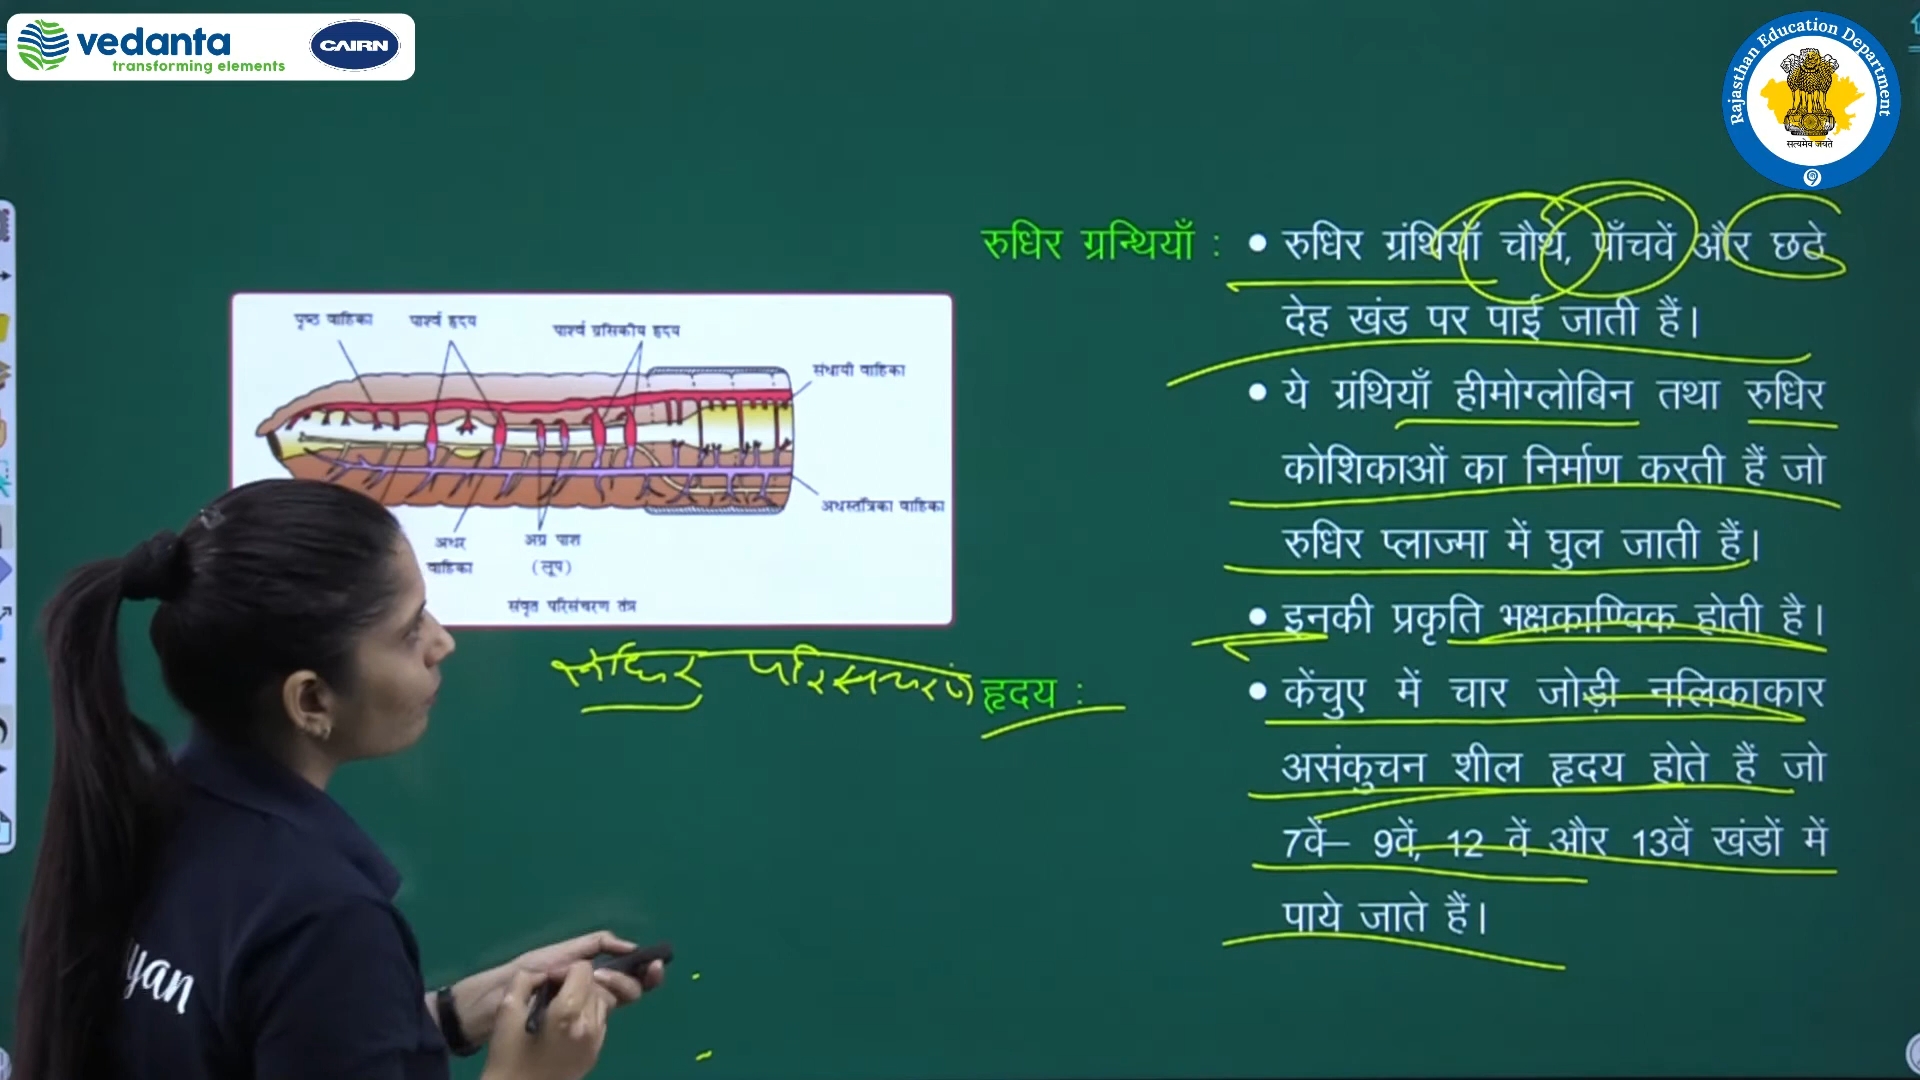 vedanta
transforming elements
CAIRN
Rajasthan Education Department
सत्यमेव जयते
रुधिर ग्रन्थियाँ : • रुधिर ग्रंथियाँ चौथे, पाँचवें और छठे
देह खंड पर पाई जाती हैं।
• ये ग्रंथियाँ हीमोग्लोबिन तथा रुधिर
कोशिकाओं का निर्माण करती हैं जो
रुधिर प्लाज्मा में घुल जाती हैं।
• इनकी प्रकृति भक्षकाण्विक होती है।
हृदय : • केंचुए में चार जोड़ी नलिकाकार
असंकुचन शील हृदय होते हैं जो
7वें– 9वें, 12 वें और 13वें खंडों में
पाये जाते हैं।
पृष्ठ वाहिका पार्श्व हृदय पार्श्व ग्रसिकीय हृदय
संधायी वाहिका
अधस्तंत्रिका वाहिका
अधर
वाहिका
अग्र पाश
(लूप)
संवृत परिसंचरण तंत्र
रुधिर परिसंचरण
yan